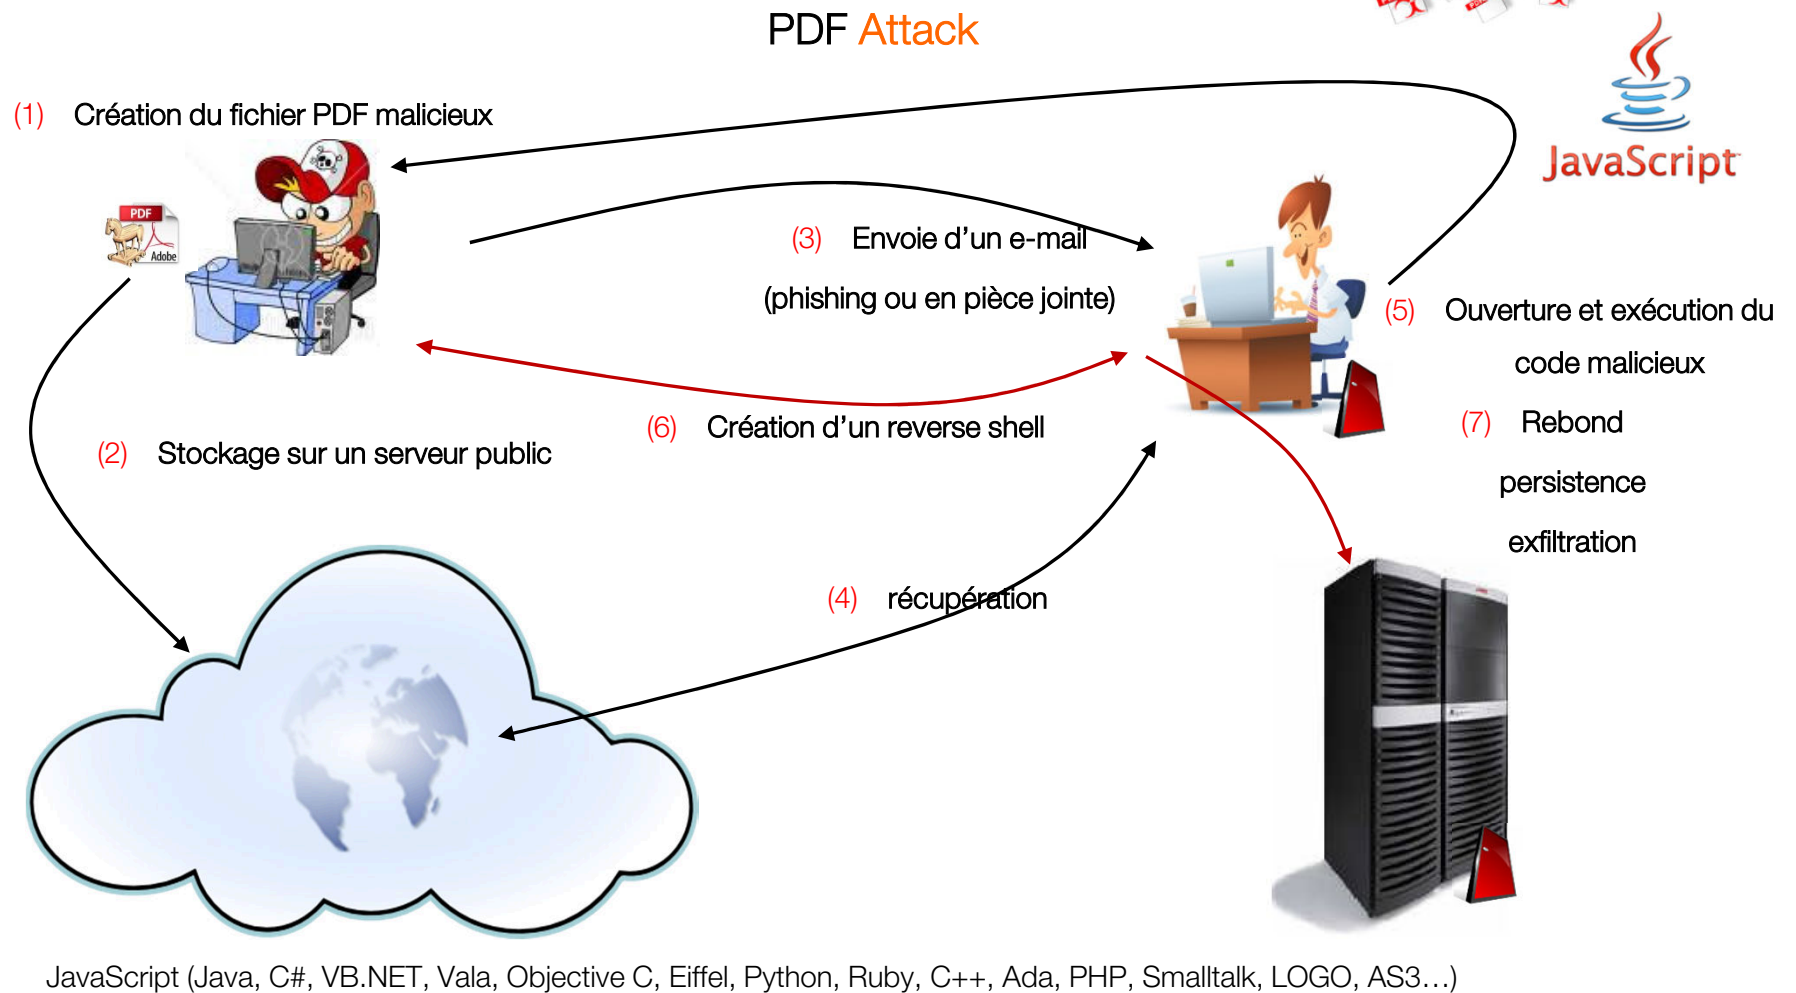 PDF Attack
JavaScript
(1) Création du fichier PDF malicieux
PDF
Adobe
(3) Envoie d’un e-mail
(phishing ou en pièce jointe)
(5) Ouverture et exécution du
code malicieux
(6) Création d’un reverse shell
(7) Rebond
persistence
exfiltration
(2) Stockage sur un serveur public
(4) récupération
JavaScript (Java, C#, VB.NET, Vala, Objective C, Eiffel, Python, Ruby, C++, Ada, PHP, Smalltalk, LOGO, AS3…)